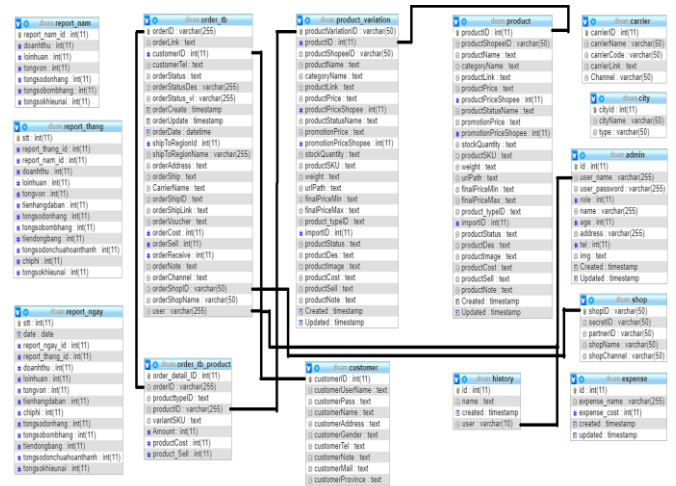 doan report_nam
report_nam_id : int(11)
doanhthu : int(11)
loinhuan : int(11)
tongvon : int(11)
tongsodonhang : int(11)
tongsobombhang : int(11)
tongsokhieunai : int(11)
doan report_thang
stt : int(11)
report_thang_id : int(11)
report_nam_id : int(11)
doanhthu : int(11)
loinhuan : int(11)
tongvon : int(11)
tienhangdaban : int(11)
tongsodonhang : int(11)
tongsobombhang : int(11)
tiendongbang : int(11)
tongsodonchuahoanthanh : int(11)
chiphi : int(11)
tongsokhieunai : int(11)
doan report_ngay
stt : int(11)
date : date
report_ngay_id : int(11)
report_thang_id : int(11)
doanhthu : int(11)
loinhuan : int(11)
tongvon : int(11)
tienhangdaban : int(11)
chiphi : int(11)
tongsodonhang : int(11)
tongsobombhang : int(11)
tiendongbang : int(11)
tongsodonchuahoanthanh : int(11)
tongsokhieunai : int(11)
doan order_tb
orderID : varchar(255)
orderLink : text
customerID : int(11)
customerTel : text
orderStatus : text
orderStatusDes : varchar(255)
orderStatus_vi : varchar(255)
orderCreate : timestamp
orderUpdate : timestamp
orderDate : datetime
shipToRegionId : int(11)
shipToRegionName : varchar(255)
orderAddress : text
orderShip : text
CarrierName : text
orderShipID : text
orderShipLink : text
orderVoucher : text
orderCost : int(11)
orderSell : int(11)
orderReceive : int(11)
orderNote : text
orderChannel : text
orderShopID : varchar(50)
orderShopName : varchar(50)
user : varchar(255)
doan order_tb_product
order_detail_ID : int(11)
orderID : varchar(255)
producttypeID : text
productID : varchar(255)
variantSKU : text
Amount : int(11)
productCost : int(11)
product_Sell : int(11)
doan product_variation
productVariationID : varchar(50)
productID : int(11)
productShopeeID : varchar(50)
productName : text
categoryName : text
productLink : text
productPrice : text
productPriceShopee : int(11)
productStatusName : text
promotionPrice : text
promotionPriceShopee : int(11)
stockQuantity : text
productSKU : text
weight : text
urlPath : text
finalPriceMin : text
finalPriceMax : text
product_typeID : text
importID : int(11)
productStatus : text
productDes : text
productImage : text
productCost : text
productSell : text
productNote : text
Created : timestamp
Updated : timestamp
doan customer
customerID : int(11)
customerUserName : text
customerPass : text
customerName : text
customerAddress : text
customerGender : text
customerTel : text
customerNote : text
customerMail : text
customerProvince : text
doan product
productID : int(11)
productShopeeID : varchar(50)
productName : text
categoryName : text
productLink : text
productPrice : text
productPriceShopee : int(11)
productStatusName : text
promotionPrice : text
promotionPriceShopee : int(11)
stockQuantity : text
productSKU : text
weight : text
urlPath : text
finalPriceMin : text
finalPriceMax : text
product_typeID : text
importID : int(11)
productStatus : text
productDes : text
productImage : text
productCost : text
productSell : text
productNote : text
Created : timestamp
Updated : timestamp
doan history
id : int(11)
name : text
created : timestamp
user : varchar(10)
doan carrier
carrierID : int(11)
carrierName : varchar(50)
carrierCode : varchar(50)
carrierLink : text
Channel : varchar(50)
doan city
cityId : int(11)
cityName : varchar(50)
type : varchar(50)
doan admin
id : int(11)
user_name : varchar(255)
user_password : varchar(255)
role : int(11)
name : varchar(255)
age : int(11)
address : varchar(255)
tel : int(11)
img : text
Created : timestamp
Updated : timestamp
doan shop
shopID : varchar(50)
secretID : varchar(50)
partnerID : varchar(50)
shopName : varchar(50)
shopChannel : varchar(50)
doan expense
id : int(11)
expense_name : varchar(255)
expense_cost : int(11)
created : timestamp
updated : timestamp